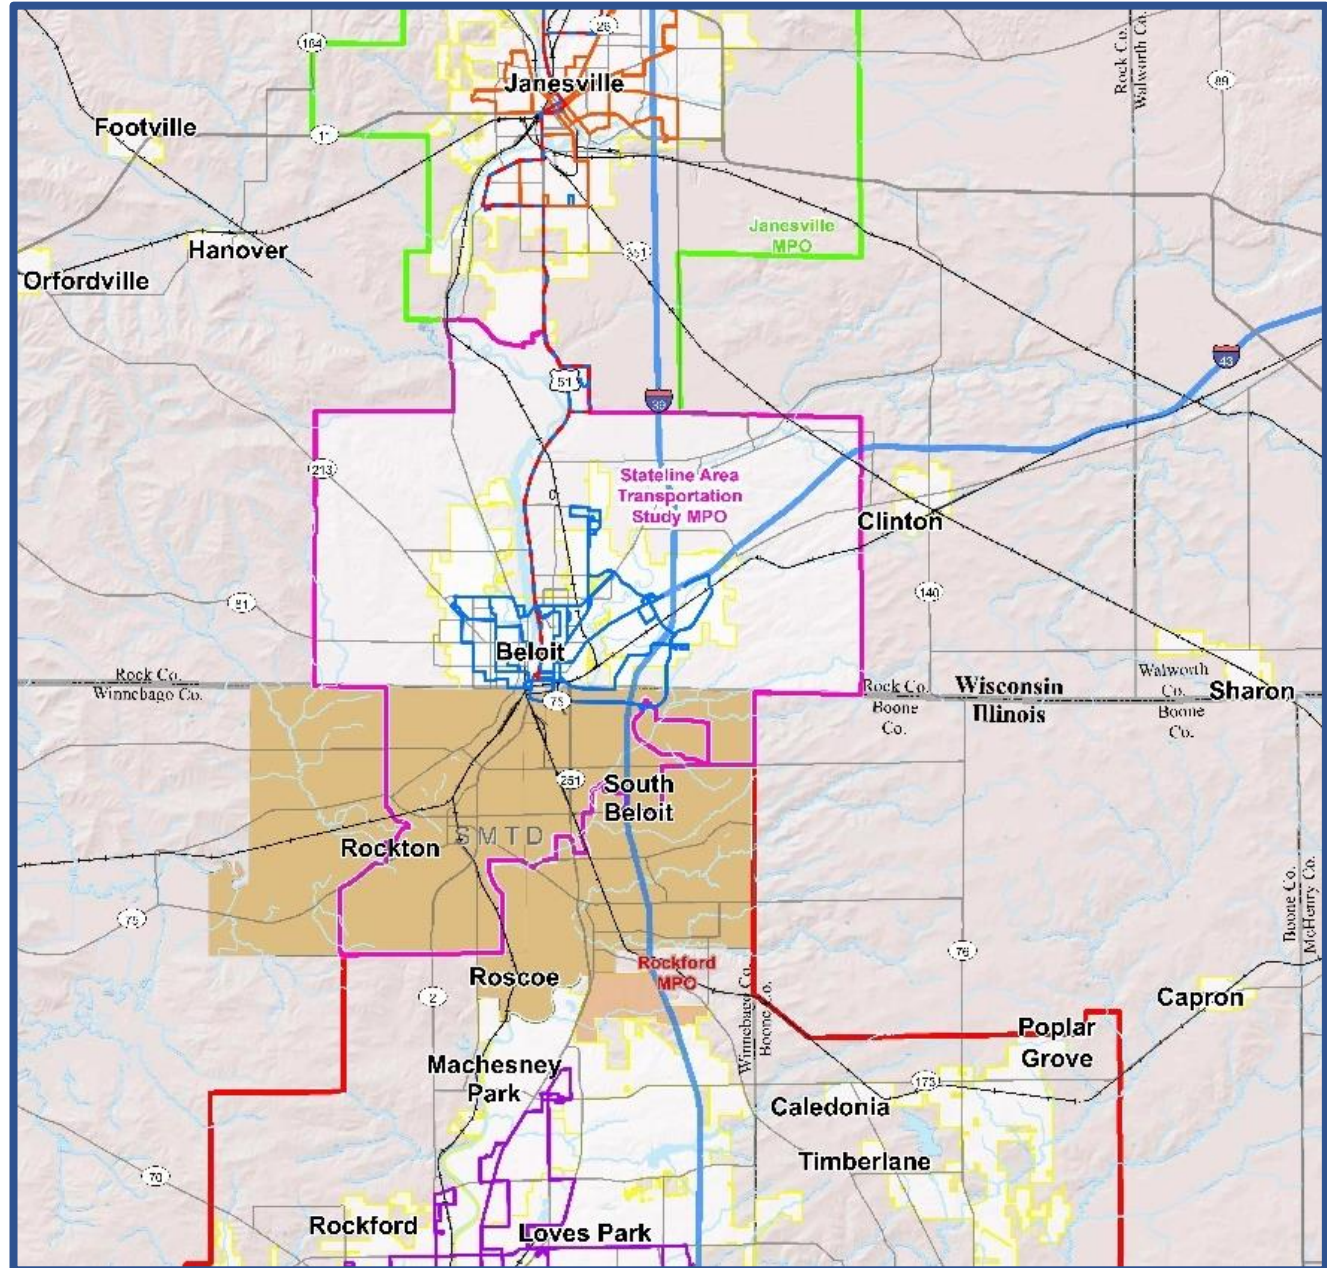 26
184
Janesville
Rock Co.
Walworth Co.
89
Footville
11
Janesville
MPO
Hanover
Orfordville
43
51
39
213
Stateline Area
Transportation
Study MPO
Clinton
140
81
Beloit
Rock Co.
Winnebago Co.
Rock Co.
Boone
Co.
Wisconsin
Illinois
Walworth
Co.
Boone
Co.
Sharon
75
251
South
Beloit
SMTD
Rockton
75
Boone Co.
McHenry Co.
76
Rockford
MPO
Roscoe
2
Winnebago Co.
Boone Co.
Capron
Poplar
Grove
Machesney
Park
173
Caledonia
Timberlane
70
Rockford
Loves Park